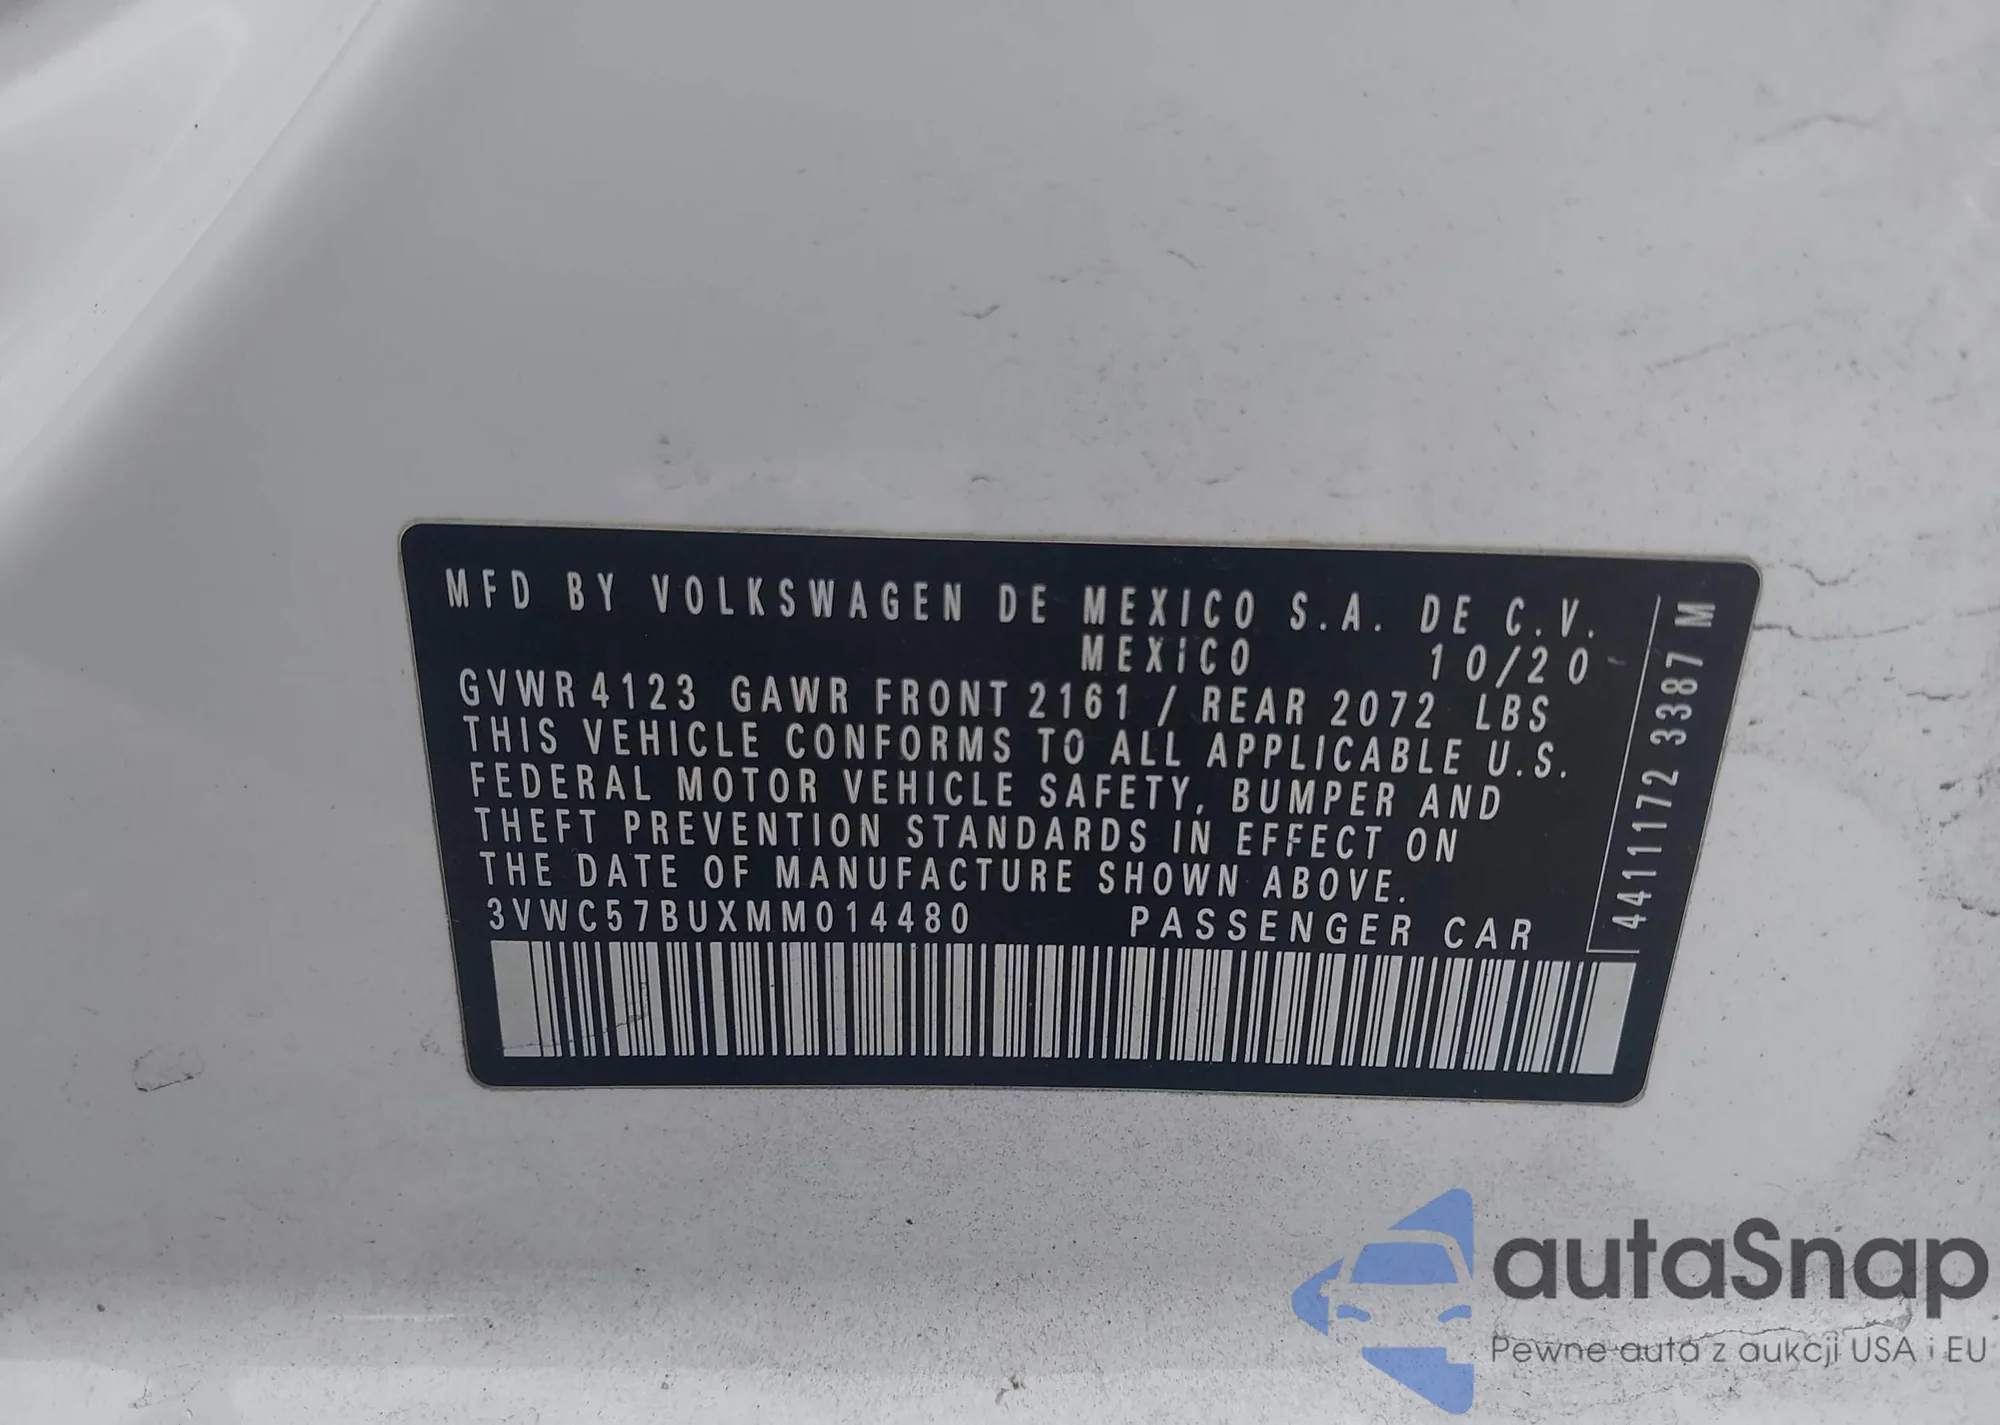 MFD BY VOLKSWAGEN DE MEXICO S.A. DE C.V.
MEXICO 10/20
GVWR 4123 GAWR FRONT 2161 / REAR 2072 LBS
THIS VEHICLE CONFORMS TO ALL APPLICABLE U.S.
FEDERAL MOTOR VEHICLE SAFETY, BUMPER AND
THEFT PREVENTION STANDARDS IN EFFECT ON
THE DATE OF MANUFACTURE SHOWN ABOVE.
3VWC57BUXMM014480 PASSENGER CAR
4411172 3387 M
autaSnap
Pewne auta z aukcji USA i EU